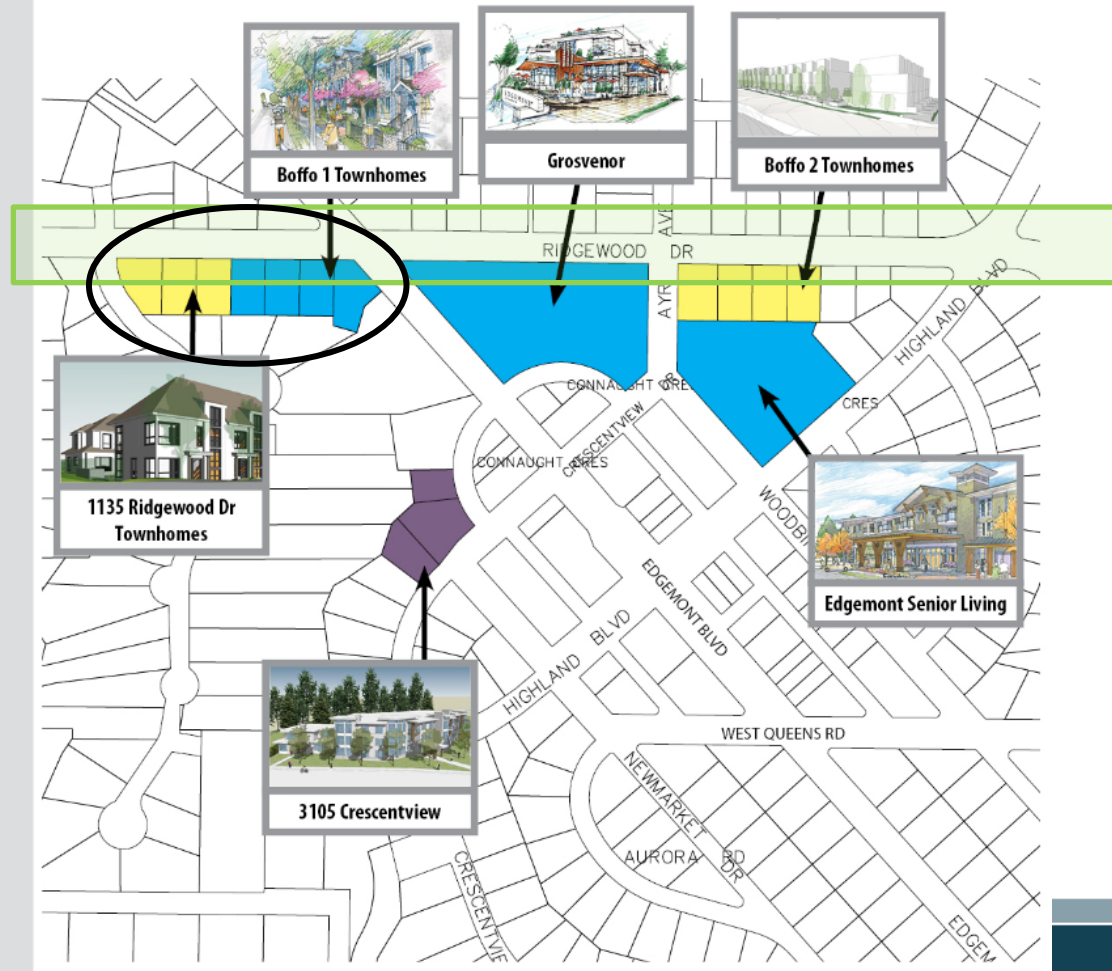 Boffo 1 Townhomes
Grosvenor
Boffo 2 Townhomes
RIDGEWOOD DR
AYR AVE
HIGHLAND BLVD
CONNAUGHT CRES
CRES
CRESCENTVIEW DR
CONNAUGHT CRES
1135 Ridgewood Dr
Townhomes
WOODBI
Edgemont Senior Living
EDGEMONT BLVD
HIGHLAND BLVD
3105 Crescentview
WEST QUEENS RD
NEWMARKET DR
AURORA RD
CRESCENTVIE
EDGEM